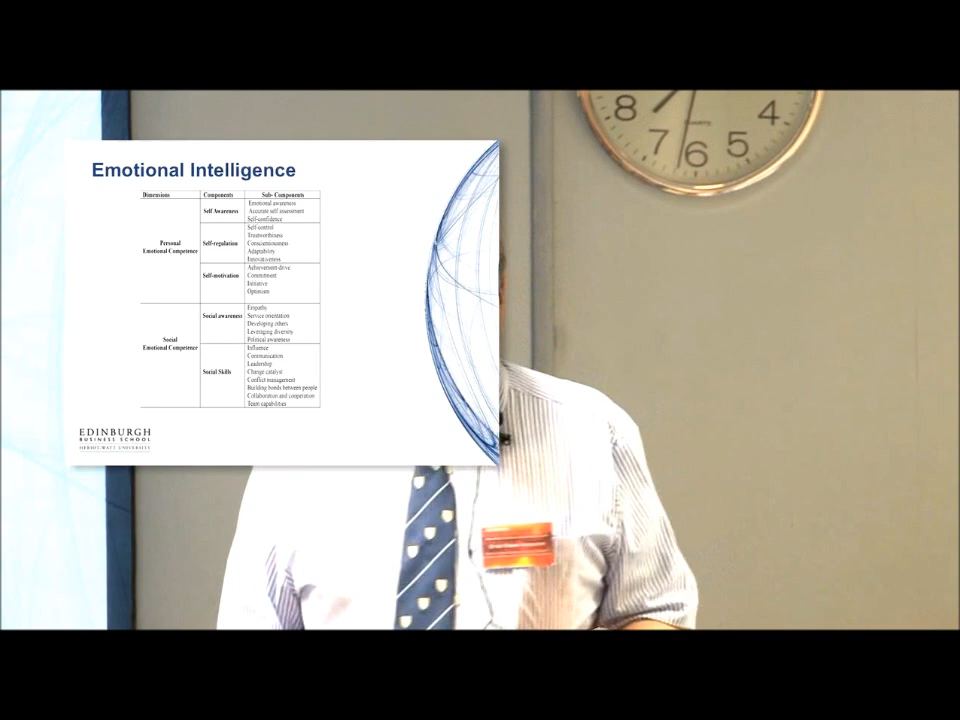 Emotional Intelligence
Dimensions Components Sub- Components
Personal
Emotional Competence
Self Awareness
Emotional awareness
Accurate self assessment
Self-confidence
Self-regulation
Self-control
Trustworthiness
Conscientiousness
Adaptability
Innovativeness
Self-motivation
Achievement drive
Commitment
Initiative
Optimism
Social
Emotional Competence
Social awareness
Empathy
Service orientation
Developing others
Leveraging diversity
Political awareness
Social Skills
Influence
Communication
Leadership
Change catalyst
Conflict management
Building bonds between people
Collaboration and cooperation
Team capabilities
EDINBURGH
BUSINESS SCHOOL
HERIOT-WATT UNIVERSITY
8 7 6 5 4
Quartz